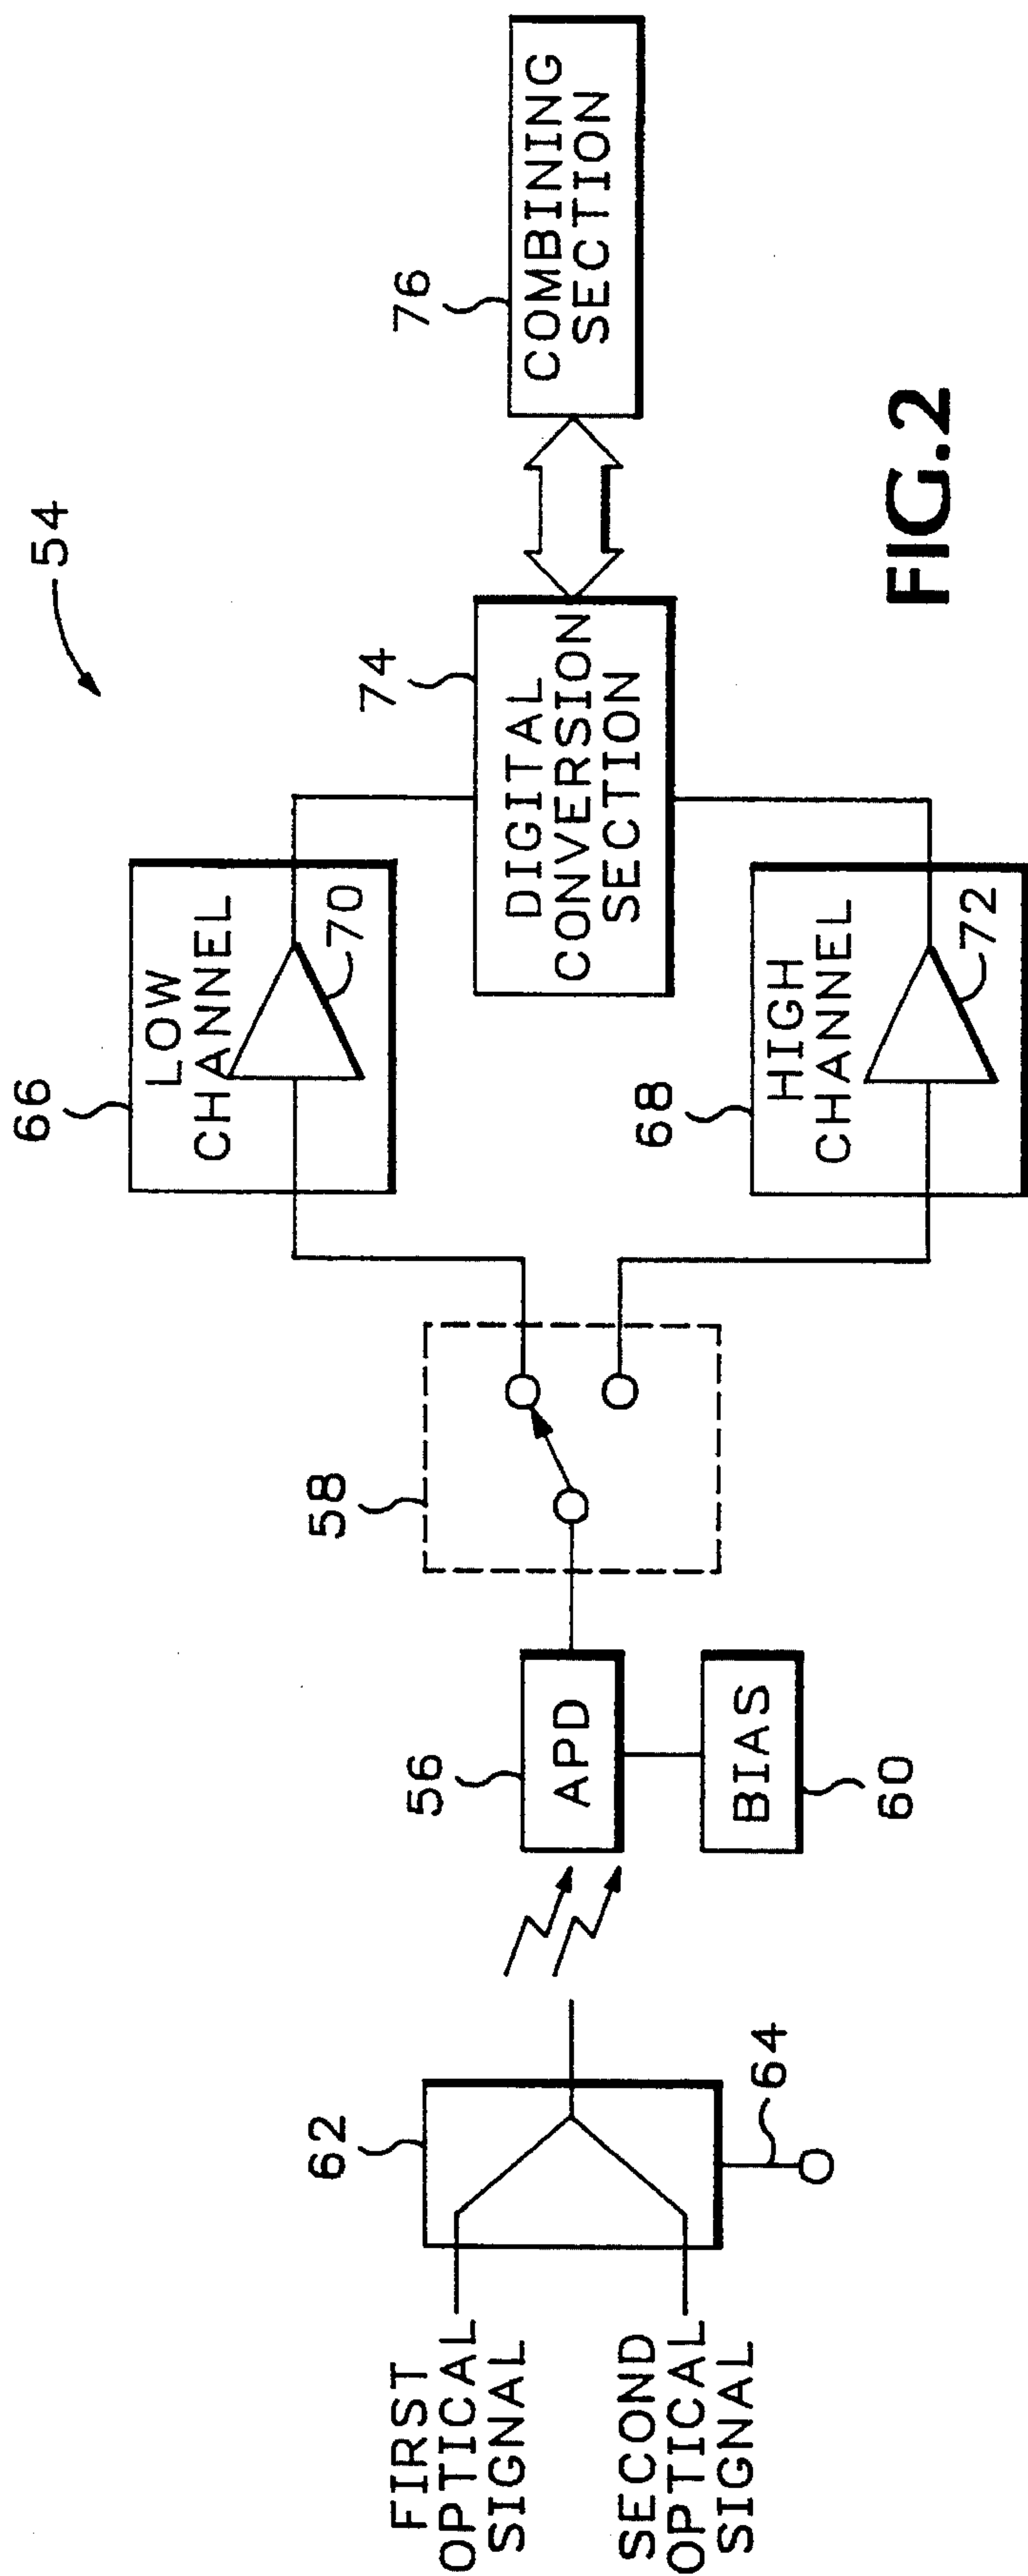 54
FIRST
OPTICAL
SIGNAL
SECOND
OPTICAL
SIGNAL
62
64
56
APD
BIAS
60
58
66
LOW
CHANNEL
70
68
HIGH
CHANNEL
72
74
DIGITAL
CONVERSION
SECTION
76
COMBINING
SECTION
FIG.2